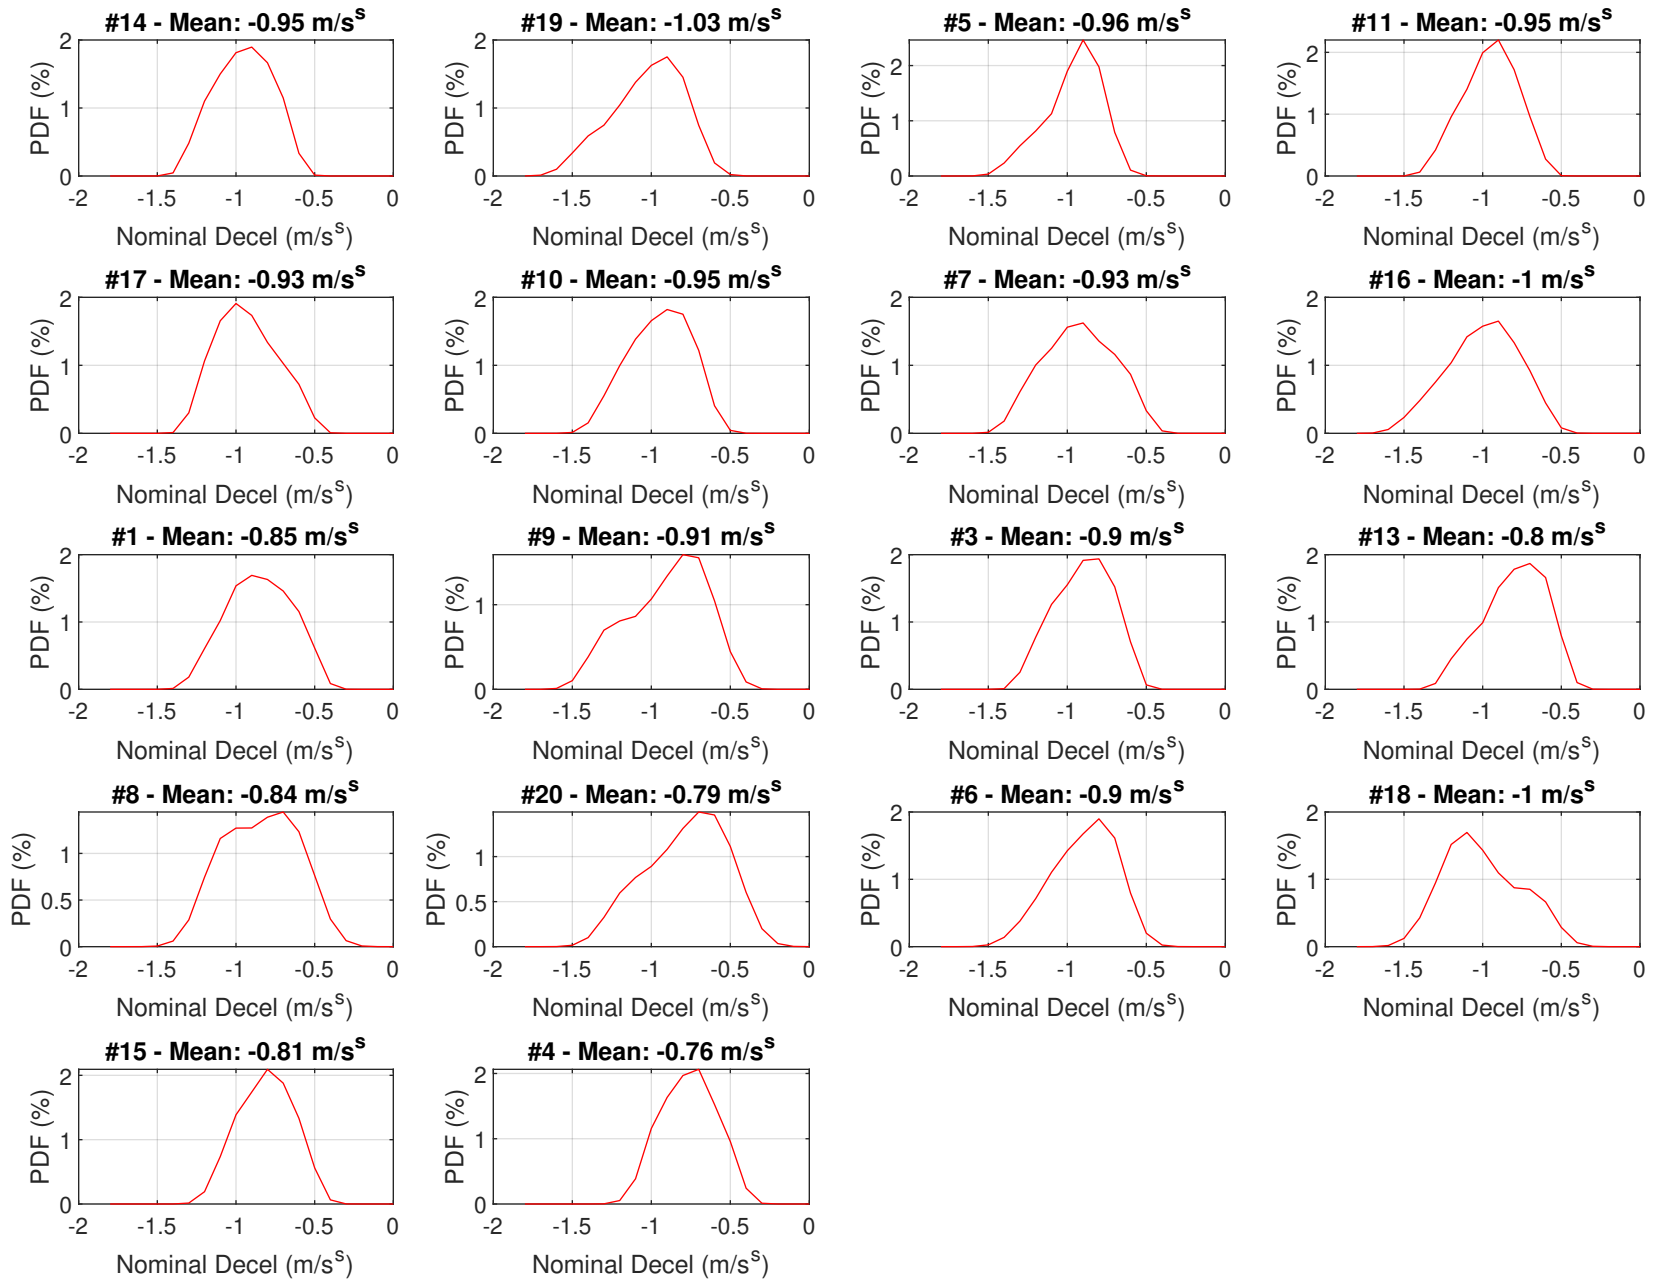 #14 - Mean: -0.95 m/s^s
#19 - Mean: -1.03 m/s^s
#5 - Mean: -0.96 m/s^s
#11 - Mean: -0.95 m/s^s
PDF (%)
2
1
0
-2 -1.5 -1 -0.5 0
Nominal Decel (m/s^s)
PDF (%)
2
1
0
-2 -1.5 -1 -0.5 0
Nominal Decel (m/s^s)
PDF (%)
2
1
0
-2 -1.5 -1 -0.5 0
Nominal Decel (m/s^s)
PDF (%)
2
1
0
-2 -1.5 -1 -0.5 0
Nominal Decel (m/s^s)
#17 - Mean: -0.93 m/s^s
#10 - Mean: -0.95 m/s^s
#7 - Mean: -0.93 m/s^s
#16 - Mean: -1 m/s^s
PDF (%)
2
1
0
-2 -1.5 -1 -0.5 0
Nominal Decel (m/s^s)
PDF (%)
2
1
0
-2 -1.5 -1 -0.5 0
Nominal Decel (m/s^s)
PDF (%)
2
1
0
-2 -1.5 -1 -0.5 0
Nominal Decel (m/s^s)
PDF (%)
2
1
0
-2 -1.5 -1 -0.5 0
Nominal Decel (m/s^s)
#1 - Mean: -0.85 m/s^s
#9 - Mean: -0.91 m/s^s
#3 - Mean: -0.9 m/s^s
#13 - Mean: -0.8 m/s^s
PDF (%)
2
1
0
-2 -1.5 -1 -0.5 0
Nominal Decel (m/s^s)
PDF (%)
1
0
-2 -1.5 -1 -0.5 0
Nominal Decel (m/s^s)
PDF (%)
2
1
0
-2 -1.5 -1 -0.5 0
Nominal Decel (m/s^s)
PDF (%)
2
1
0
-2 -1.5 -1 -0.5 0
Nominal Decel (m/s^s)
#8 - Mean: -0.84 m/s^s
#20 - Mean: -0.79 m/s^s
#6 - Mean: -0.9 m/s^s
#18 - Mean: -1 m/s^s
PDF (%)
1
0.5
0
-2 -1.5 -1 -0.5 0
Nominal Decel (m/s^s)
PDF (%)
1
0.5
0
-2 -1.5 -1 -0.5 0
Nominal Decel (m/s^s)
PDF (%)
2
1
0
-2 -1.5 -1 -0.5 0
Nominal Decel (m/s^s)
PDF (%)
2
1
0
-2 -1.5 -1 -0.5 0
Nominal Decel (m/s^s)
#15 - Mean: -0.81 m/s^s
#4 - Mean: -0.76 m/s^s
PDF (%)
2
1
0
-2 -1.5 -1 -0.5 0
Nominal Decel (m/s^s)
PDF (%)
2
1
0
-2 -1.5 -1 -0.5 0
Nominal Decel (m/s^s)